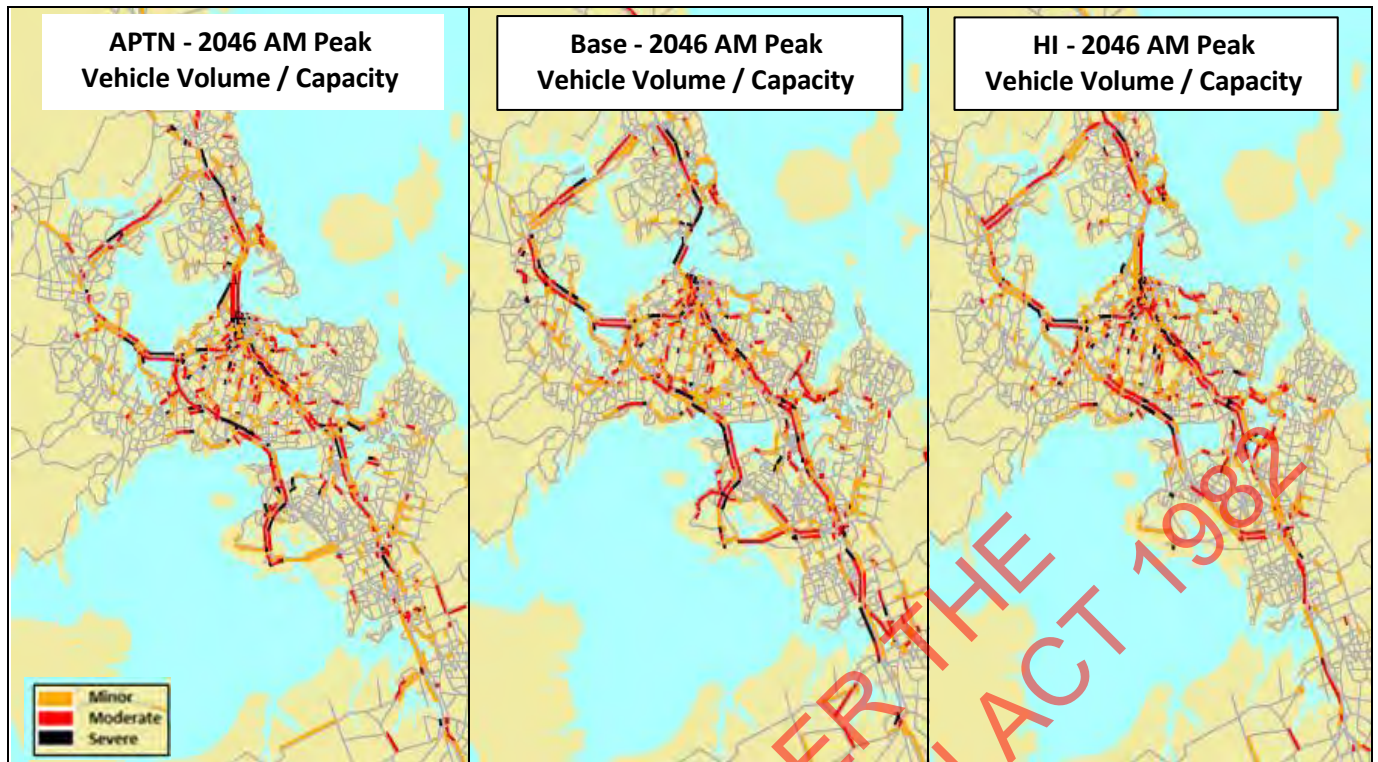 APTN - 2046 AM Peak
Vehicle Volume / Capacity
Base - 2046 AM Peak
Vehicle Volume / Capacity
HI - 2046 AM Peak
Vehicle Volume / Capacity
Minor
Moderate
Severe
ER THE
ACT 1982